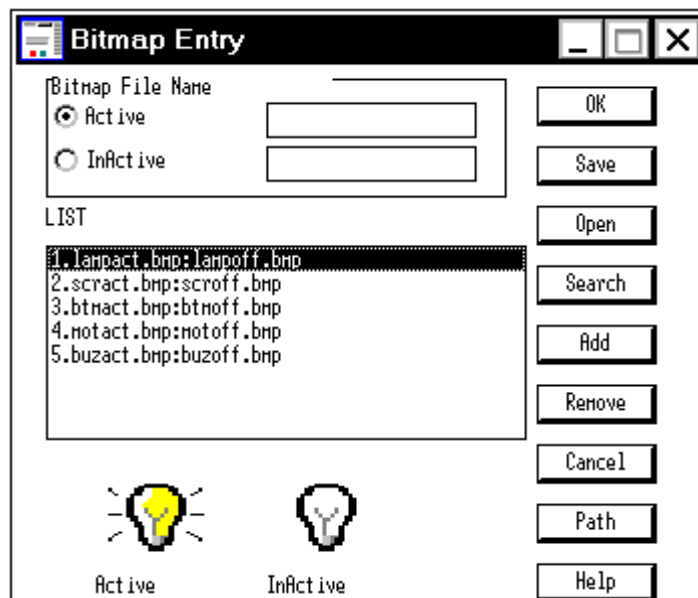 Bitmap Entry
Bitmap File Name
Active
InActive
OK
Save
Open
Search
Add
Remove
Cancel
Path
Help
LIST
1.lampact.bmp:lampoff.bmp
2.scract.bmp:scroff.bmp
3.btmact.bmp:btmoff.bmp
4.motact.bmp:motoff.bmp
5.buzact.bmp:buzoff.bmp
Active
InActive